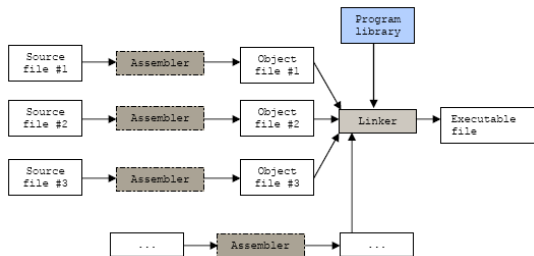 Program
library
Source
file #1
Assembler
Object
file #1
Source
file #2
Assembler
Object
file #2
Linker
Executable
file
Source
file #3
Assembler
Object
file #3
...
Assembler
...